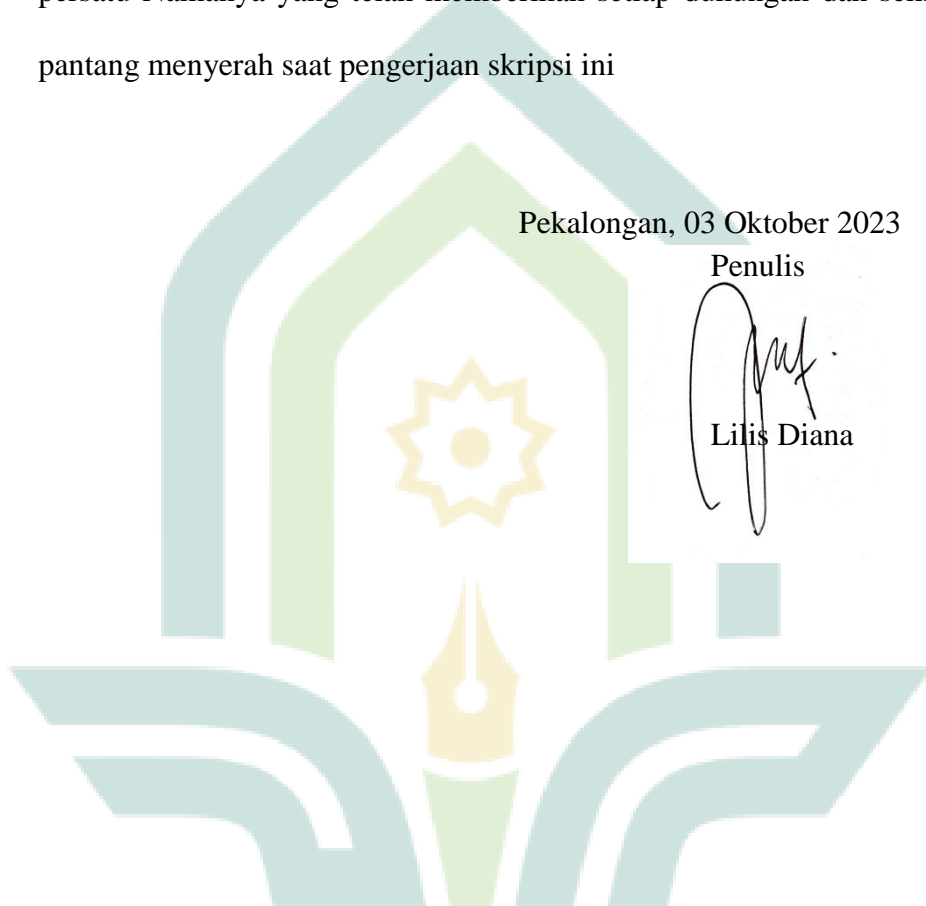 pantang menyerah saat pengerjaan skripsi ini
Pekalongan, 03 Oktober 2023
Penulis
Lilis Diana